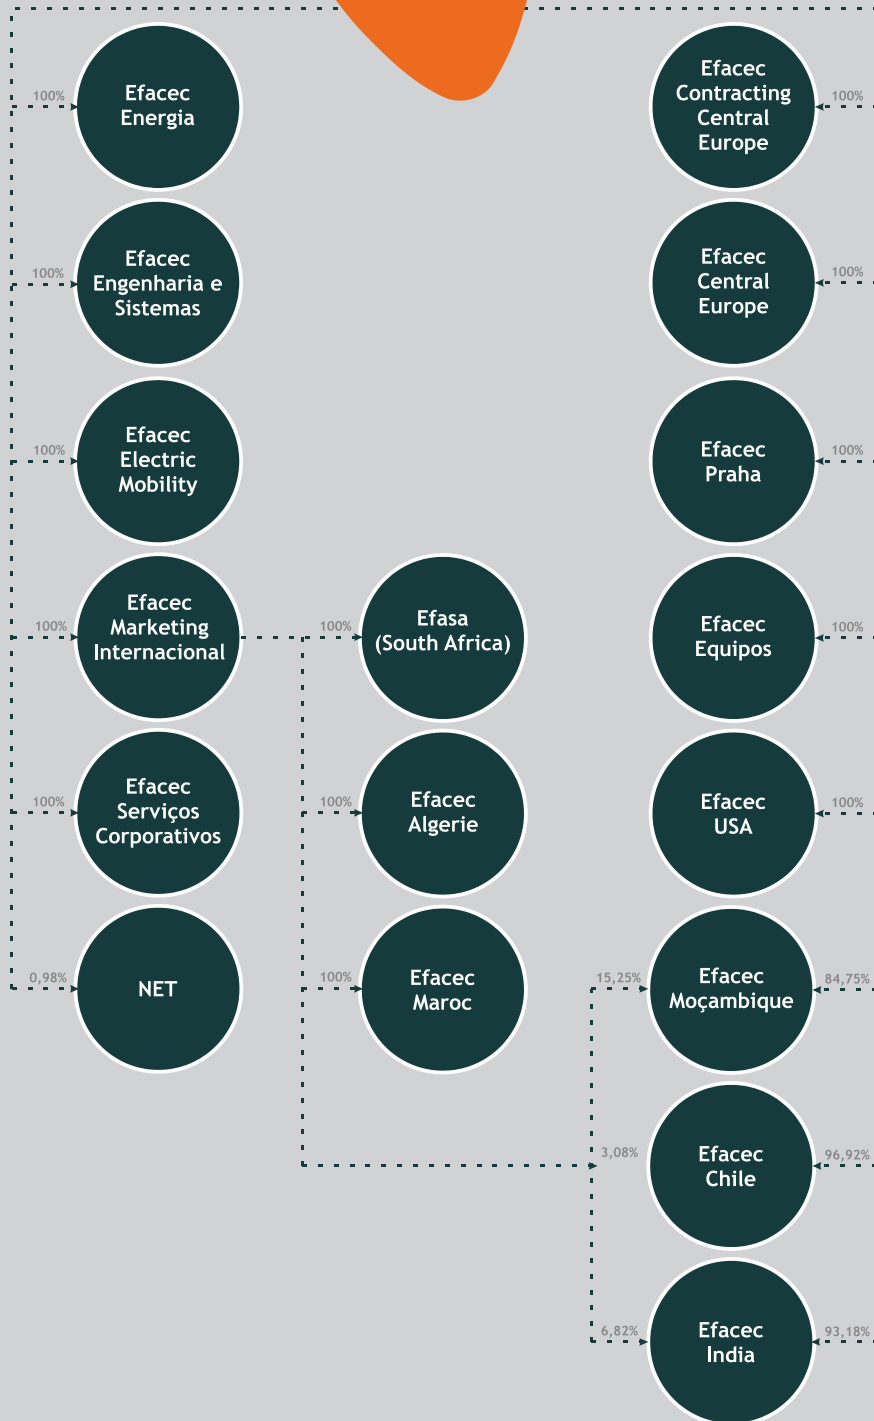 100%
Efacec
Energia
100%
Efacec
Engenharia e
Sistemas
100%
Efacec
Electric
Mobility
100%
Efacec
Marketing
Internacional
100%
Efacec
Serviços
Corporativos
0,98%
NET
100%
Efasa
(South Africa)
100%
Efacec
Algerie
100%
Efacec
Maroc
Efacec
Contracting
Central
Europe
100%
Efacec
Central
Europe
100%
Efacec
Praha
100%
Efacec
Equipos
100%
Efacec
USA
100%
15,25%
Efacec
Moçambique
84,75%
3,08%
Efacec
Chile
96,92%
6,82%
Efacec
India
93,18%